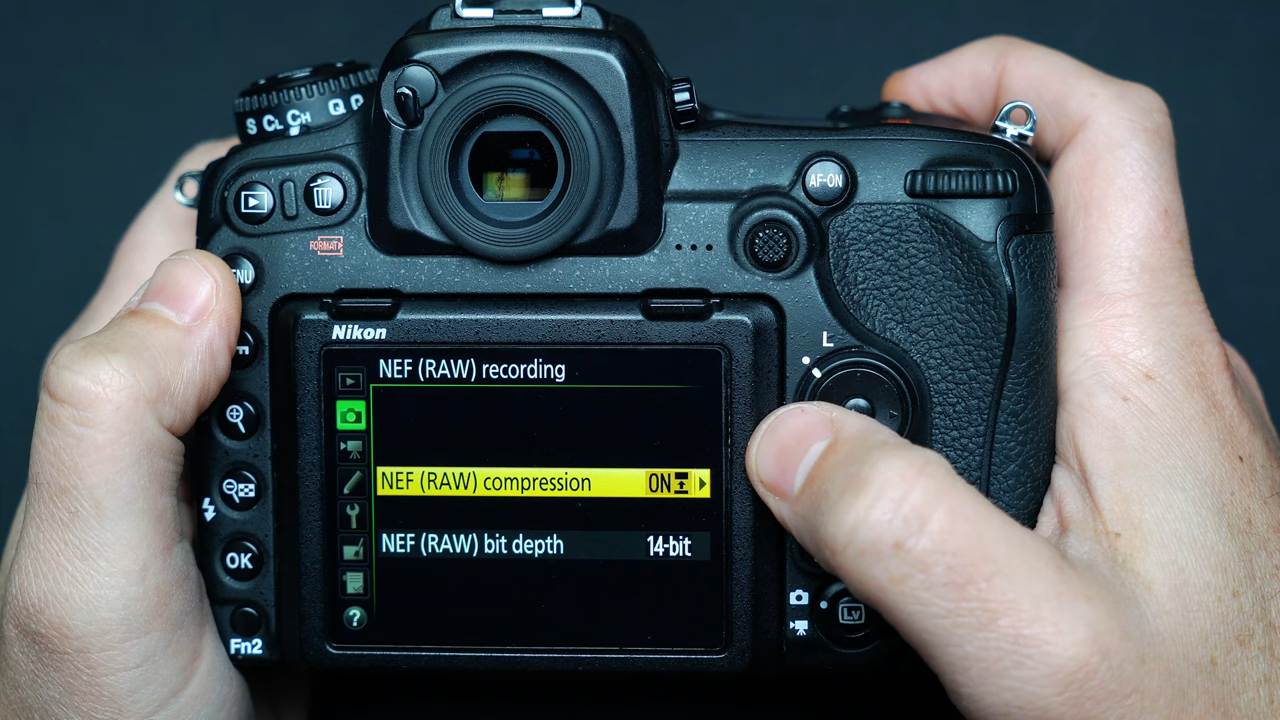 S CL CH Q
AF-ON
FORMAT
NU
L
Nikon
NEF (RAW) recording
NEF (RAW) compression ON
NEF (RAW) bit depth 14-bit
?
OK
Lv
Fn2